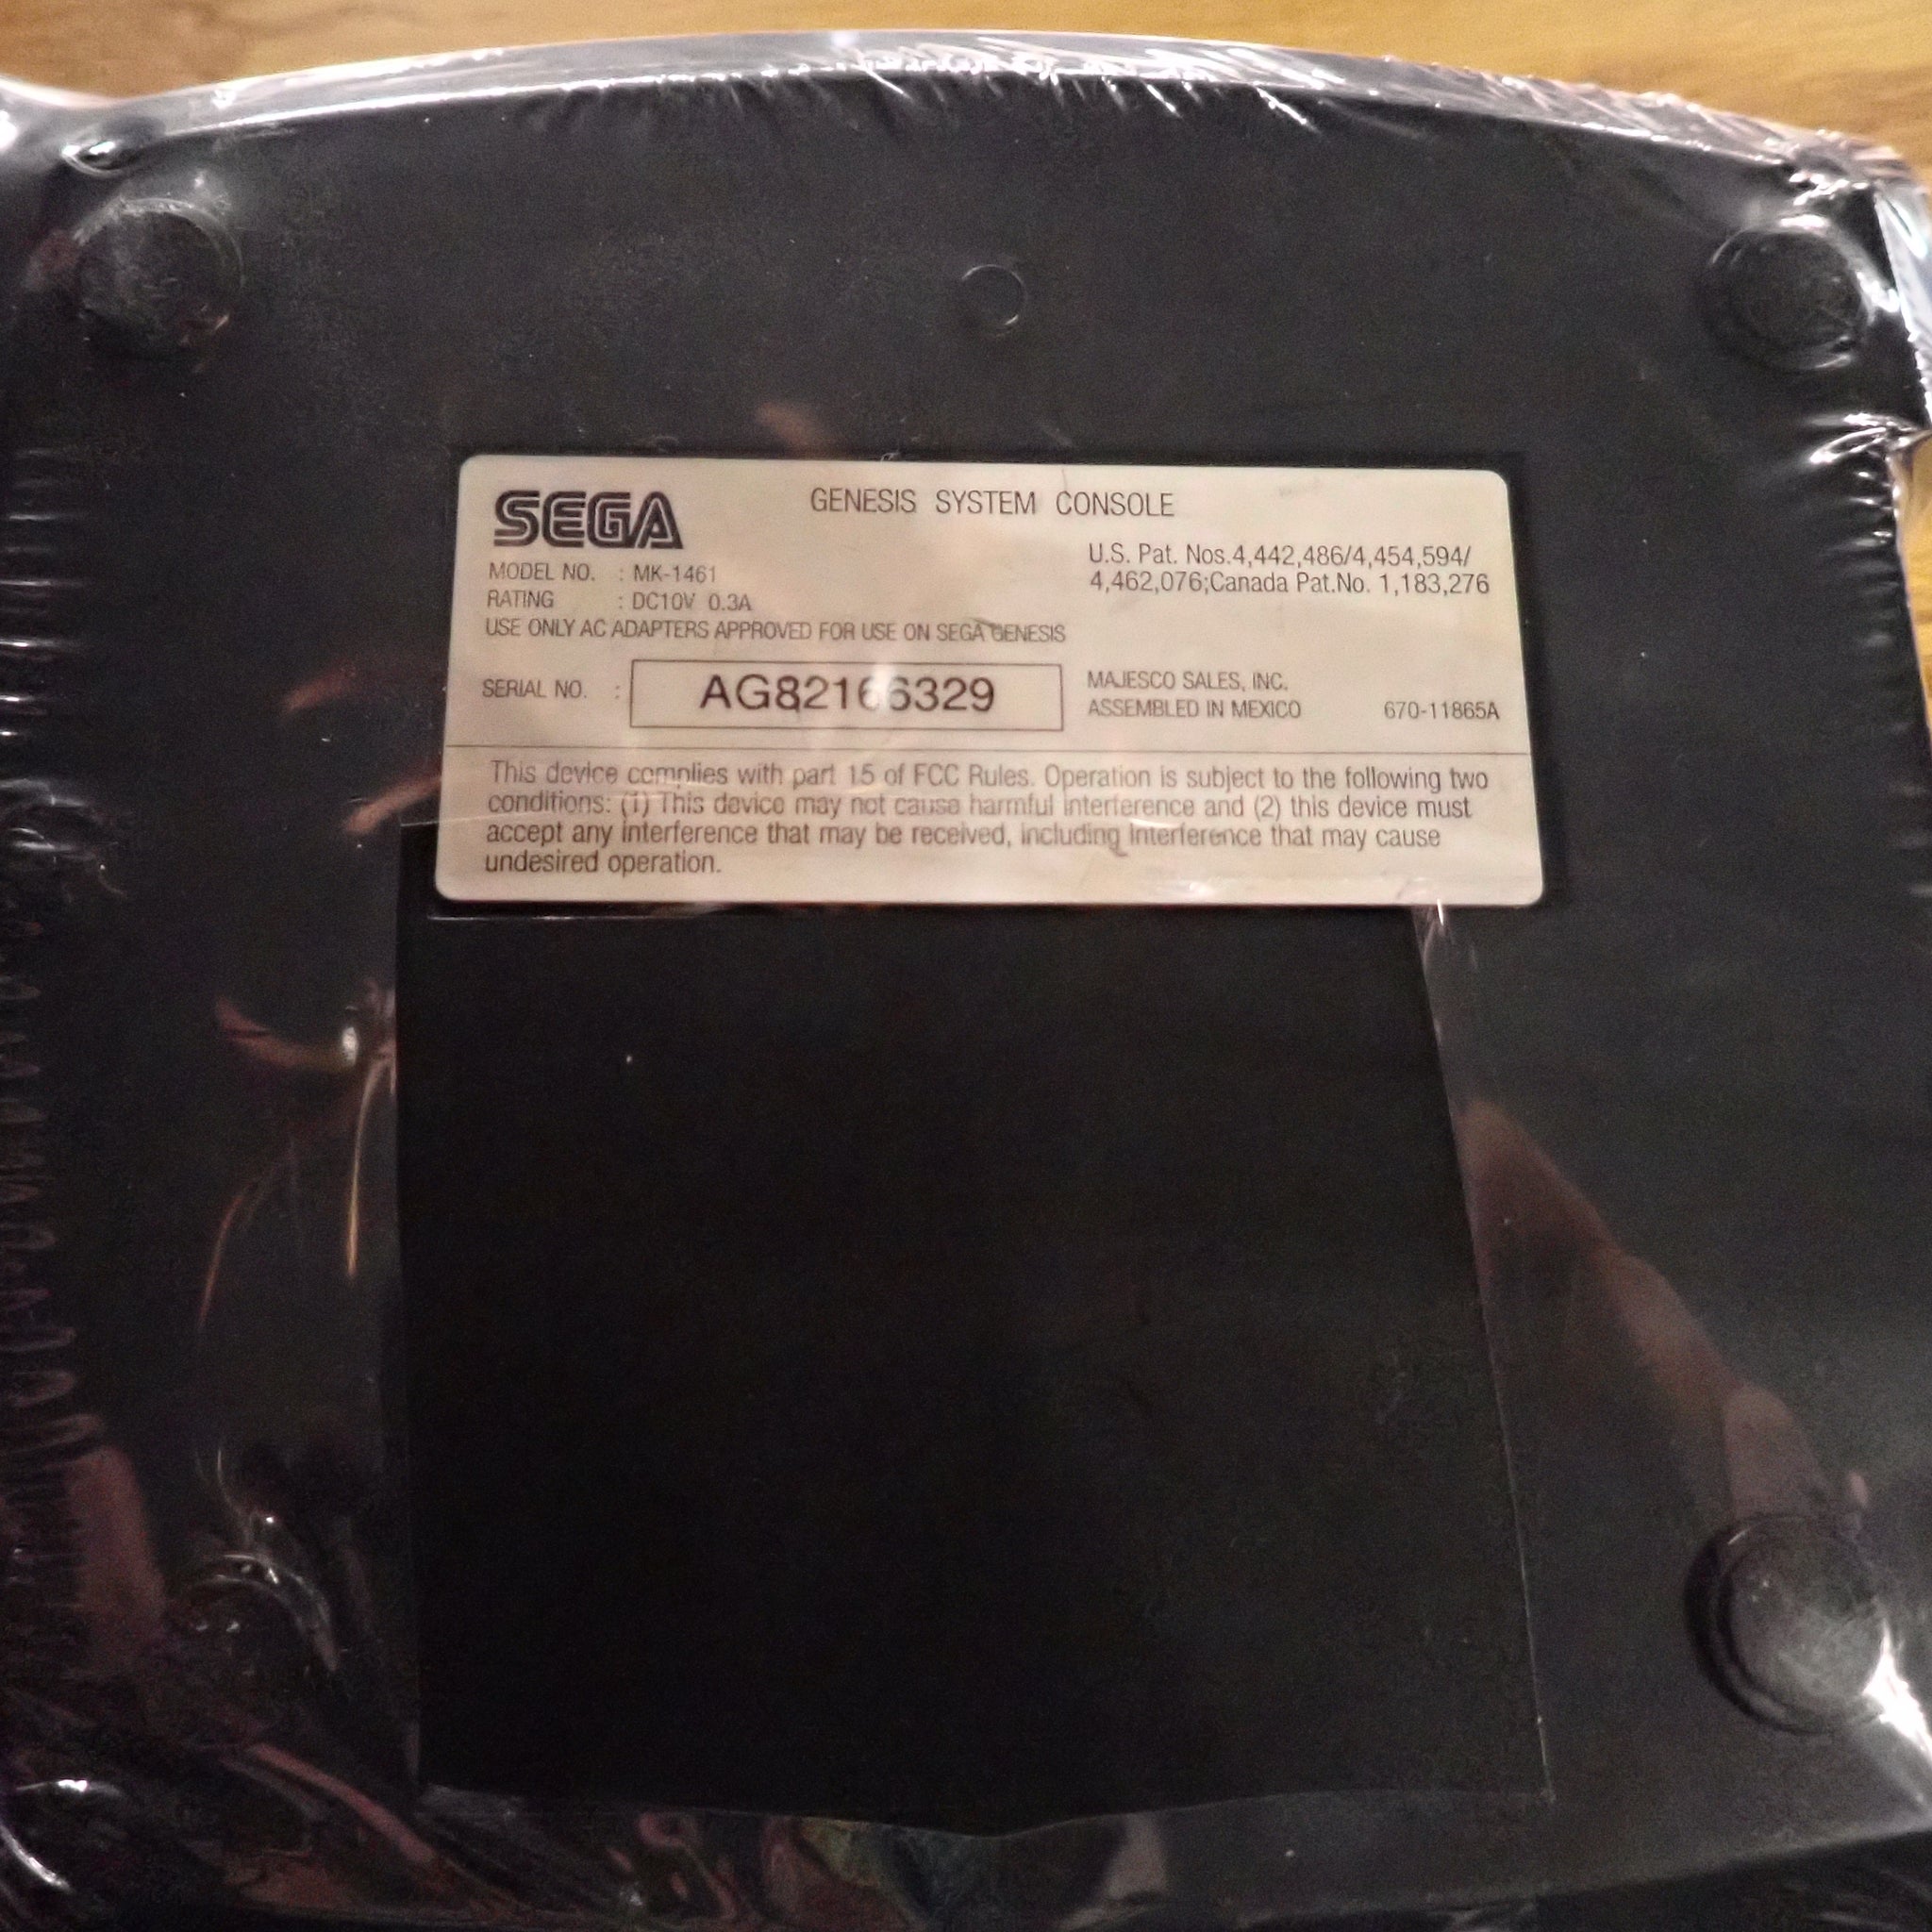 SEGA GENESIS SYSTEM CONSOLE
MODEL NO. : MK-1461
RATING : DC10V 0.3A
USE ONLY AC ADAPTERS APPROVED FOR USE ON SEGA GENESIS
U.S. Pat. Nos.4,442,486/4,454,594/
4,462,076;Canada Pat.No. 1,183,276
SERIAL NO. : AG82166329
MAJESCO SALES, INC.
ASSEMBLED IN MEXICO 670-11865A
This device complies with part 15 of FCC Rules. Operation is subject to the following two
conditions: (1) This device may not cause harmful interference and (2) this device must
accept any interference that may be received, including interference that may cause
undesired operation.